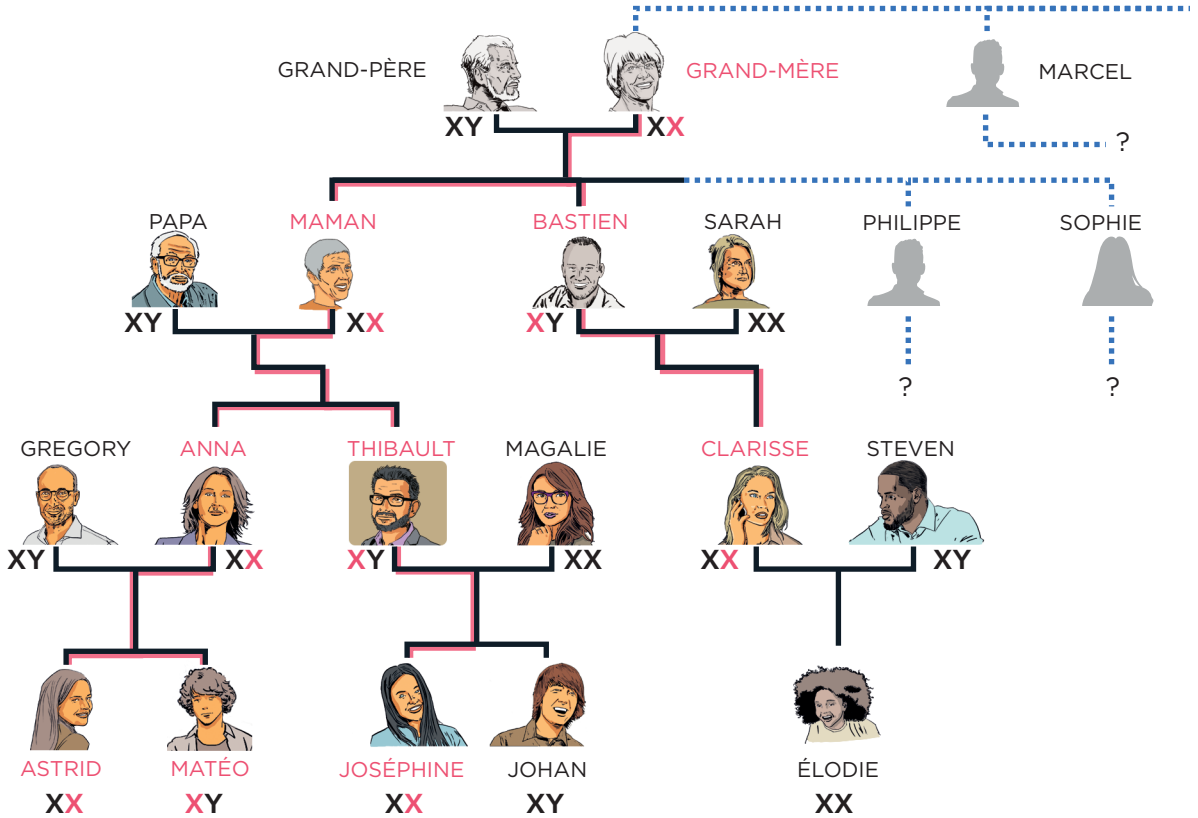 GRAND-PÈRE
GRAND-MÈRE
MARCEL
XY
XX
?
PAPA
MAMAN
BASTIEN
SARAH
PHILIPPE
SOPHIE
XY
XX
XY
XX
?
?
GREGORY
ANNA
THIBAULT
MAGALIE
CLARISSE
STEVEN
XY
XX
XY
XX
XX
XY
ASTRID
MATÉO
JOSÉPHINE
JOHAN
ÉLODIE
XX
XY
XX
XY
XX